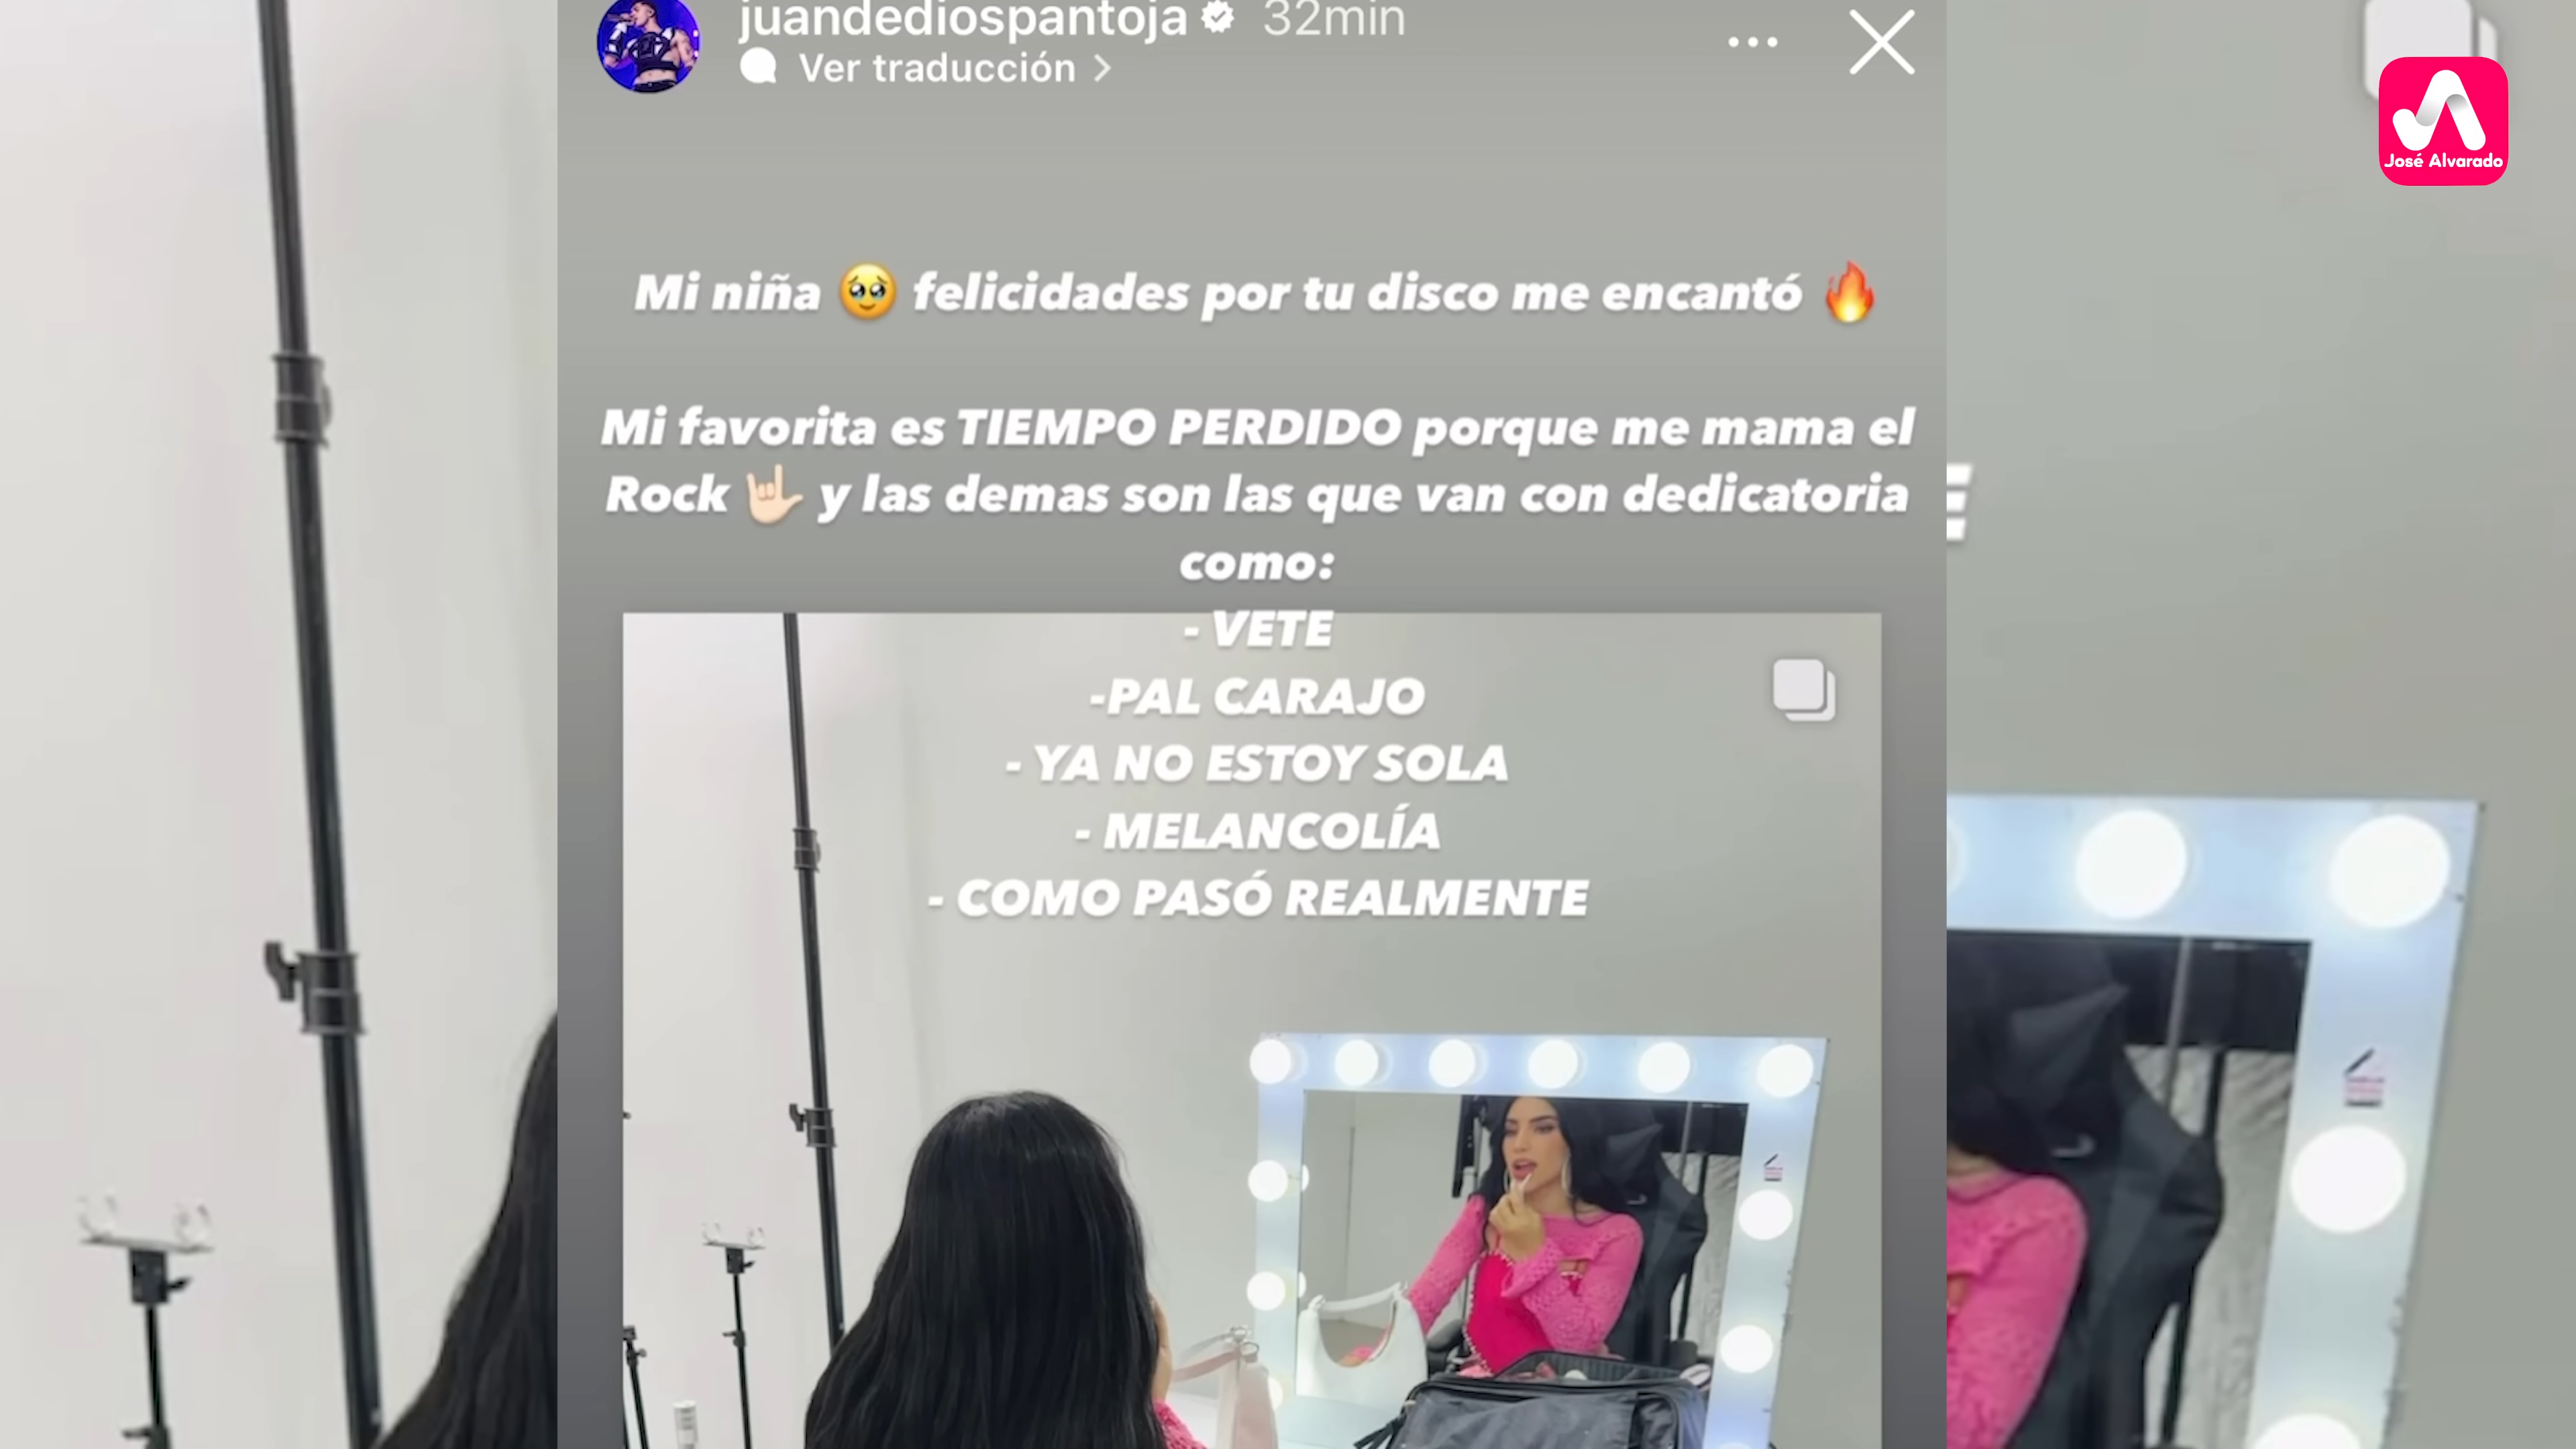 juandediospantoja 32min
Ver traducción
José Alvarado
Mi niña 🥹 felicidades por tu disco me encantó 🔥
Mi favorita es TIEMPO PERDIDO porque me mama el
Rock 🤟🏻 y las demas son las que van con dedicatoria
como:
- VETE
-PAL CARAJO
- YA NO ESTOY SOLA
- MELANCOLÍA
- COMO PASÓ REALMENTE
E